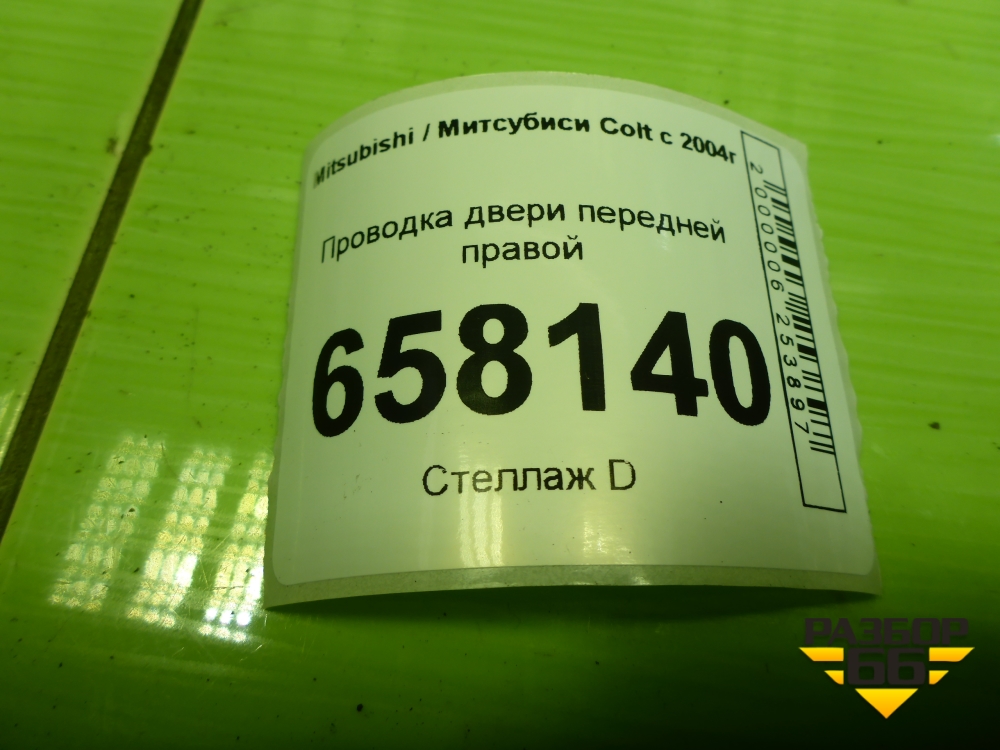 Mitsubishi / Митсубиси Colt с 2004г
Проводка двери передней
правой
658140
Стеллаж D
2000006253897
РАЗБОР
66